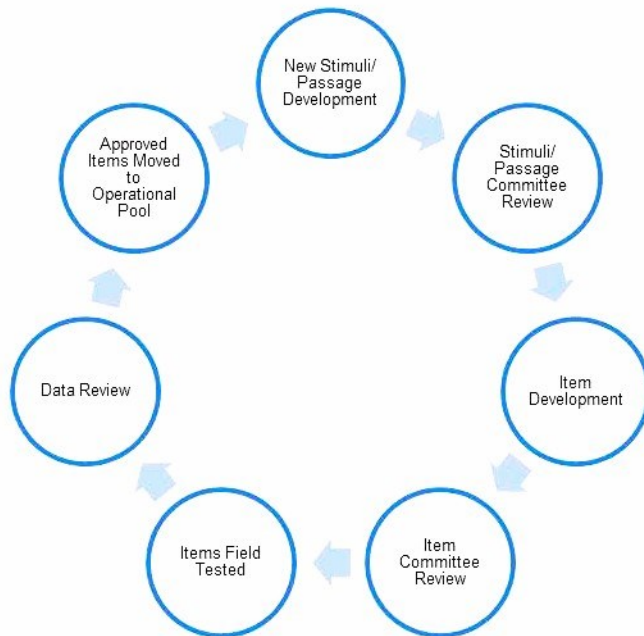 New Stimuli/
Passage
Development
Stimuli/
Passage
Committee
Review
Item
Development
Item
Committee
Review
Items Field
Tested
Data Review
Approved
Items Moved
to
Operational
Pool